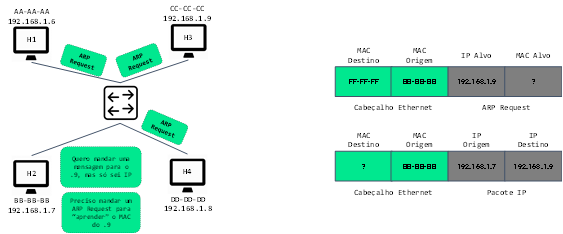 AA-AA-AA
192.168.1.6
H1
CC-CC-CC
192.168.1.9
H3
ARP
Request
ARP
Request
ARP
Request
H2
BB-BB-BB
192.168.1.7
Quero mandar uma
mensagem para o
.9, mas só sei IP
Preciso mandar um
ARP Request para
"aprender" o MAC
do .9
H4
DD-DD-DD
192.168.1.8
MAC
Destino
MAC
Origem
IP Alvo
MAC Alvo
FF-FF-FF
BB-BB-BB
192.168.1.9
?
Cabeçalho Ethernet
ARP Request
MAC
Destino
MAC
Origem
IP
Origem
IP
Destino
?
BB-BB-BB
192.168.1.7
192.168.1.9
Cabeçalho Ethernet
Pacote IP